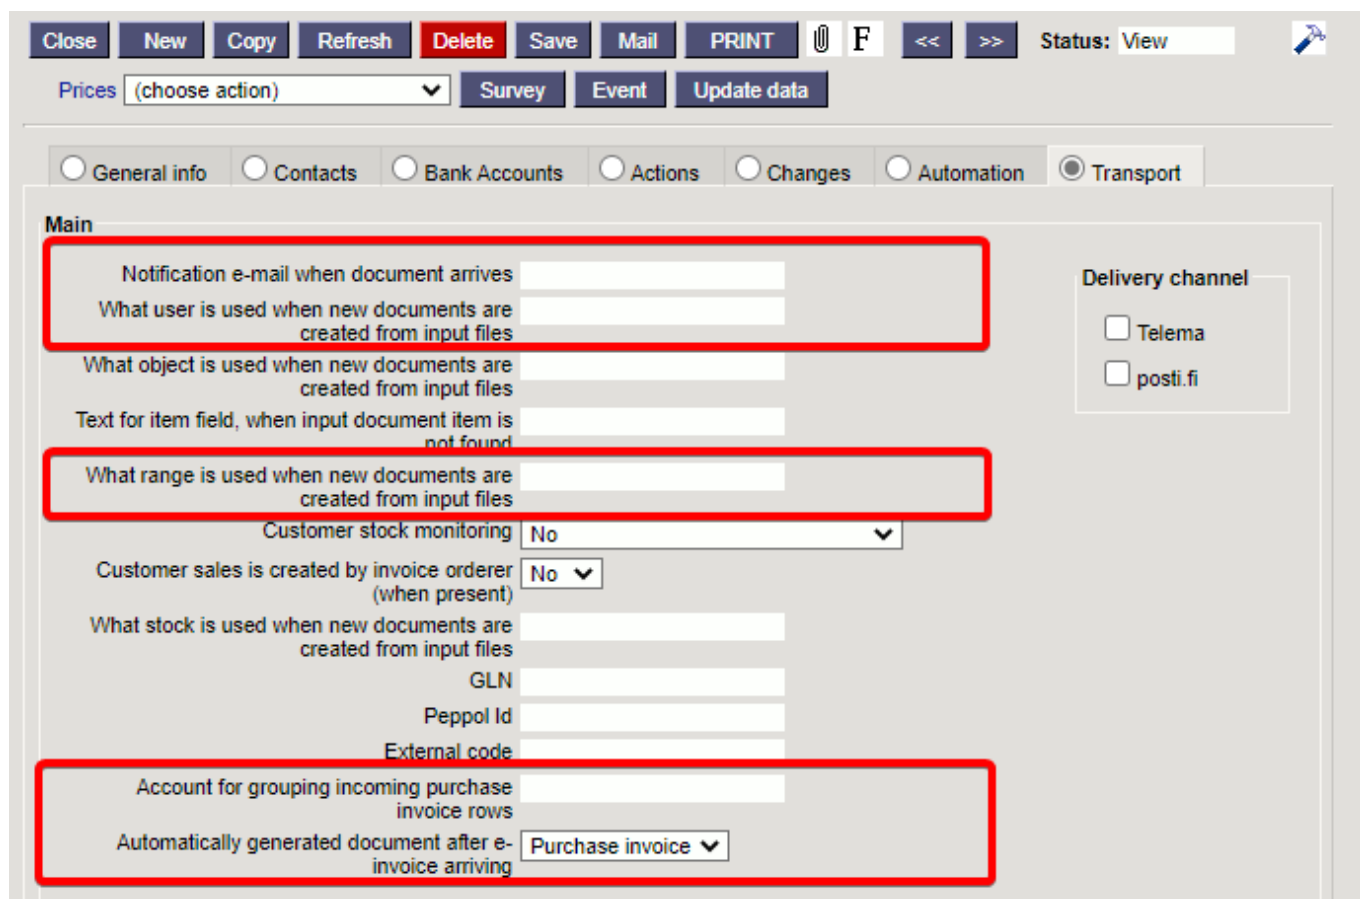 Close New Copy Refresh Delete Save Mail PRINT F << >> Status: View
Prices (choose action) Survey Event Update data
General info Contacts Bank Accounts Actions Changes Automation Transport
Main
Notification e-mail when document arrives
What user is used when new documents are
created from input files
What object is used when new documents are
created from input files
Text for item field, when input document item is
not found
What range is used when new documents are
created from input files
Customer stock monitoring No
Customer sales is created by invoice orderer No
(when present)
What stock is used when new documents are
created from input files
GLN
Peppol Id
External code
Account for grouping incoming purchase
invoice rows
Automatically generated document after e-
invoice arriving
Purchase invoice
Delivery channel
Telema
posti.fi